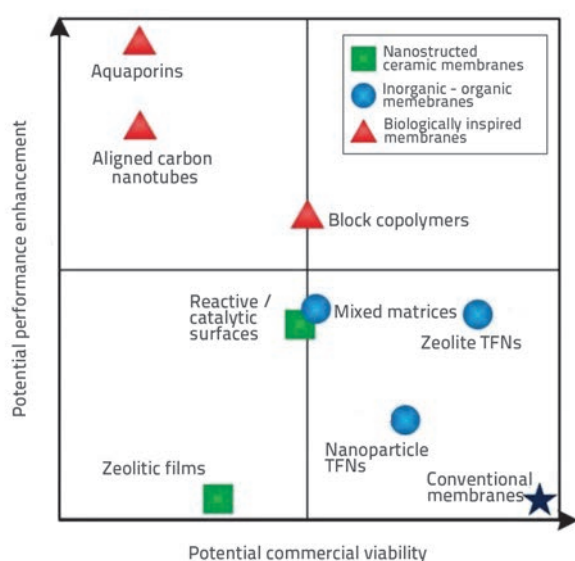 Aquaporins
Aligned carbon
nanotubes
Nanostructed
ceramic membranes
Inorganic - organic
memebranes
Biologically inspired
membranes
Block copolymers
Reactive /
catalytic
surfaces
Mixed matrices
Zeolite TFNs
Nanoparticle
TFNs
Zeolitic films
Conventional
membranes
Potential performance enhancement
Potential commercial viability